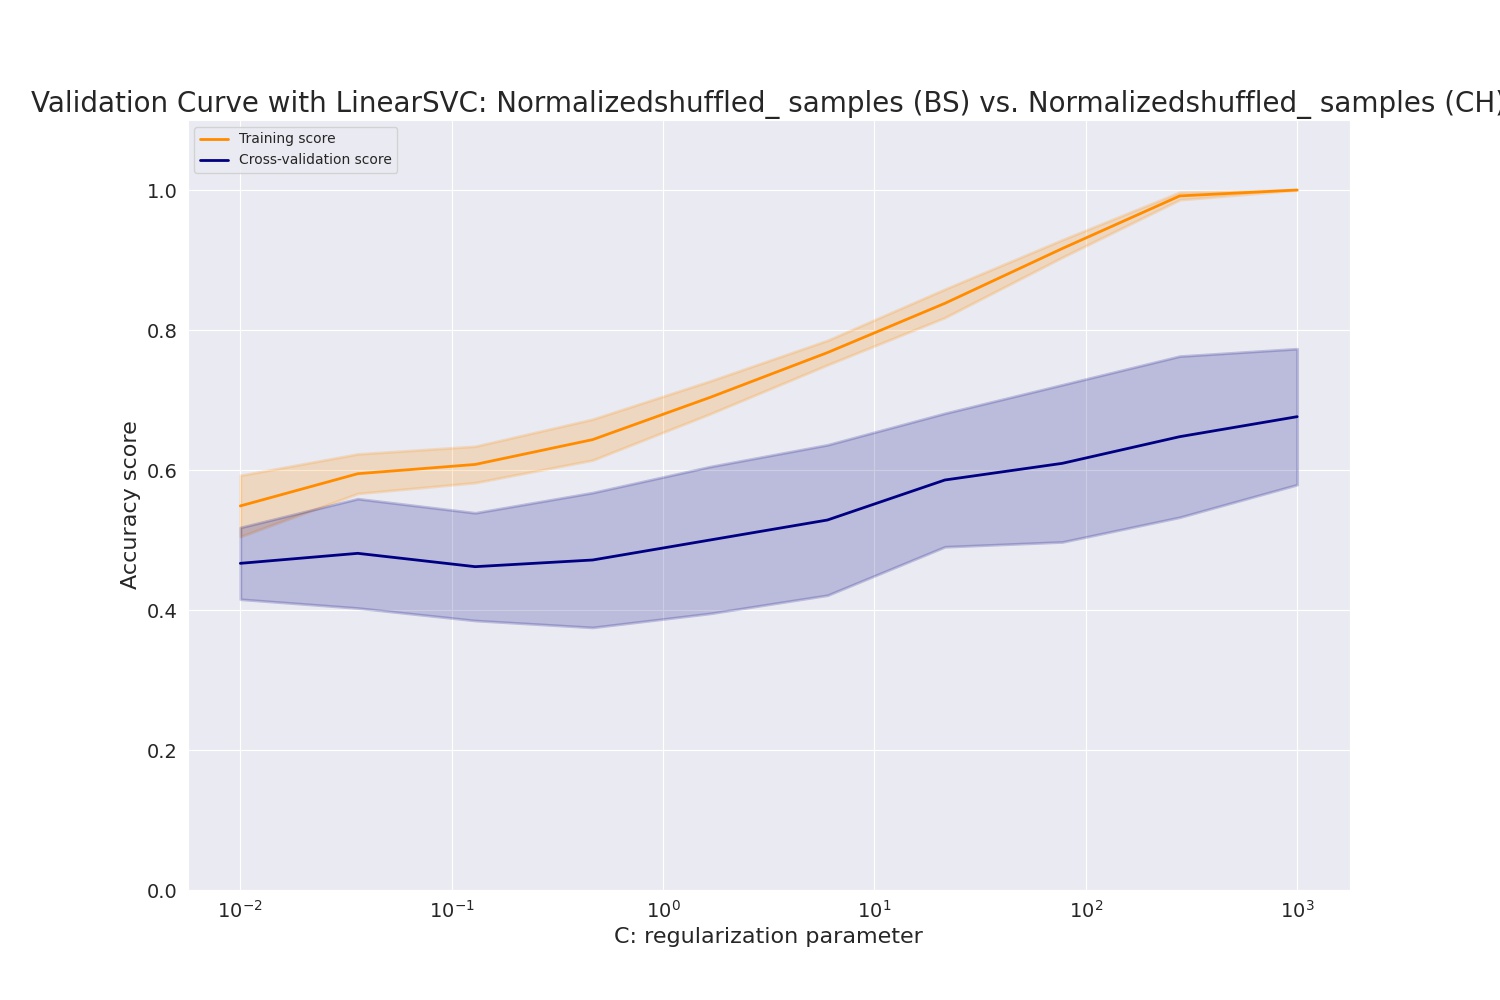 Validation Curve with LinearSVC: Normalizedshuffled_ samples (BS) vs. Normalizedshuffled_ samples (CH)
Training score
Cross-validation score
1.0
0.8
0.6
0.4
0.2
0.0
Accuracy score
10⁻² 10⁻¹ 10⁰ 10¹ 10² 10³
C: regularization parameter